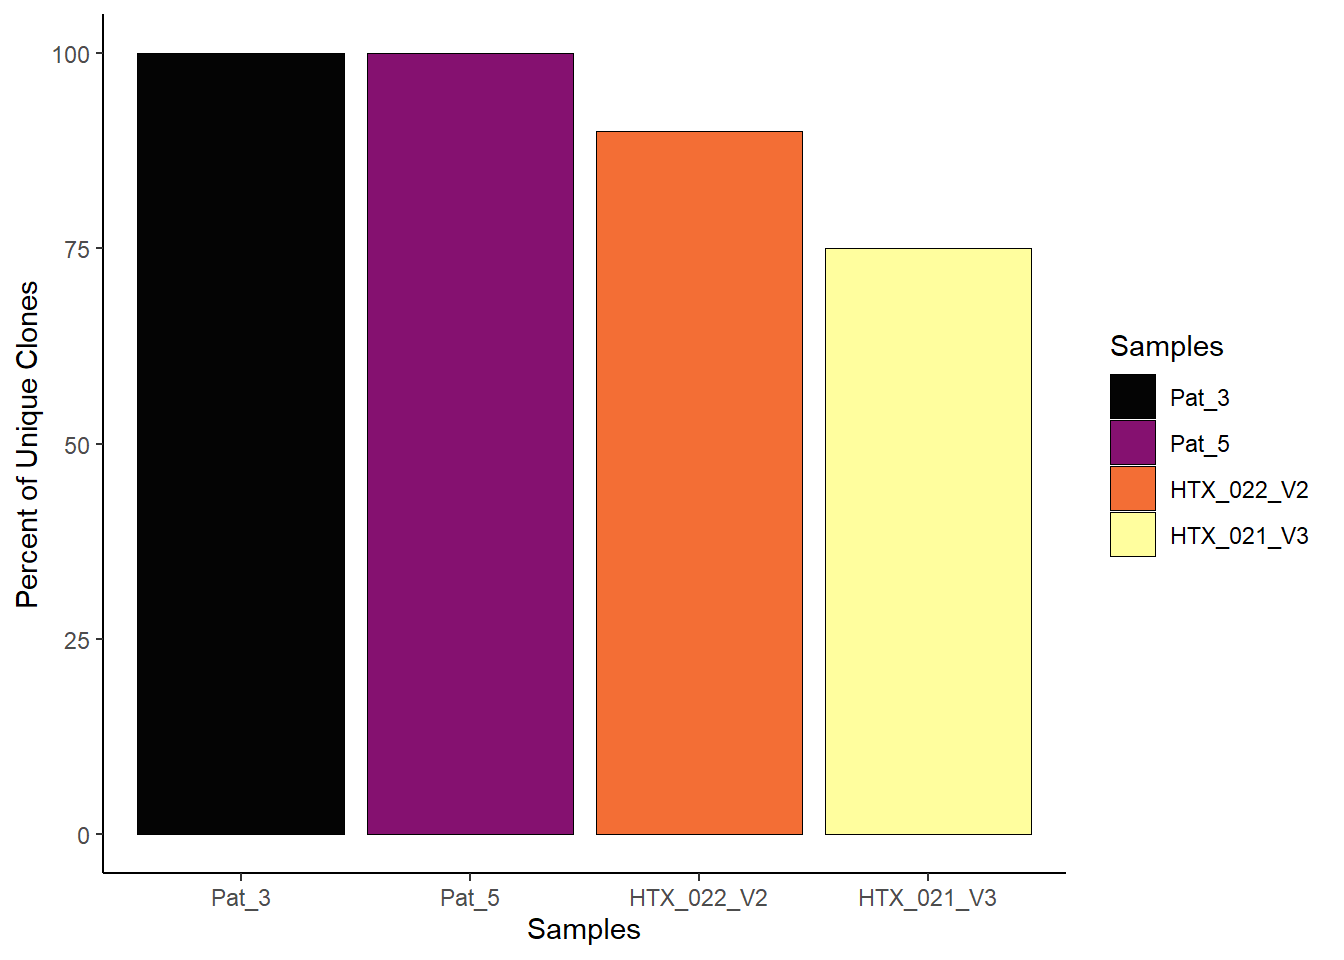 Percent of Unique Clones
100
75
50
25
0
Pat_3 Pat_5 HTX_022_V2 HTX_021_V3
Samples
Samples
Pat_3
Pat_5
HTX_022_V2
HTX_021_V3